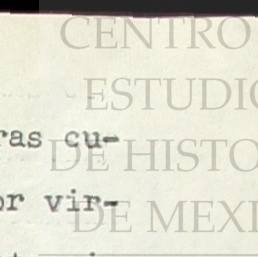 CENTRO
ESTUDIO
DE HISTO
DE MEXI
ras cu-
or vir-